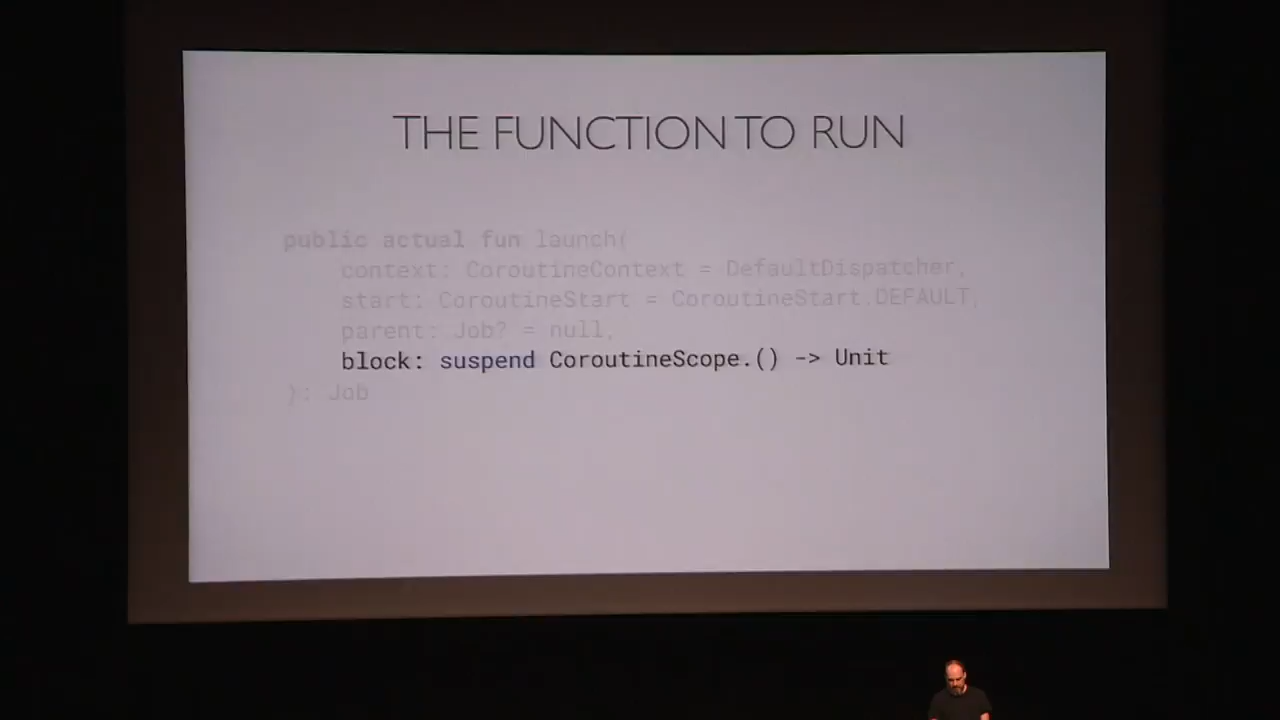 THE FUNCTION TO RUN
public actual fun launch(
context: CoroutineContext = DefaultDispatcher,
start: CoroutineStart = CoroutineStart.DEFAULT,
parent: Job? = null,
block: suspend CoroutineScope.() -> Unit
): Job